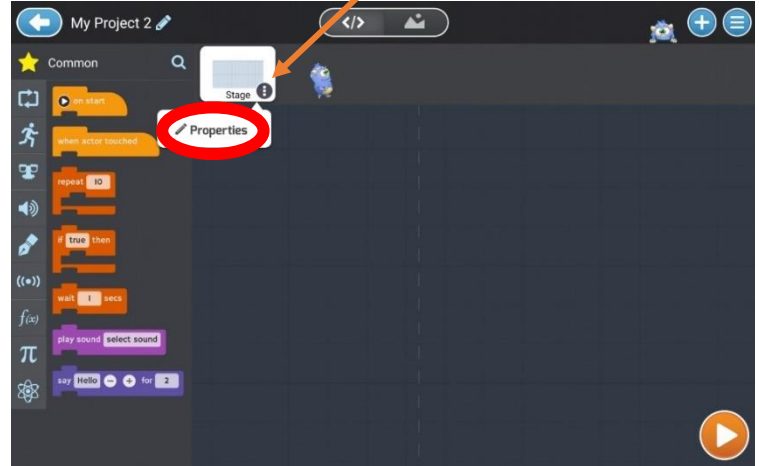 My Project 2
</>
Common
Stage
on start
Properties
when actor touched
repeat 10
if true then
((•))
wait 1 secs
f(x)
play sound select sound
π
say Hello − + for 2